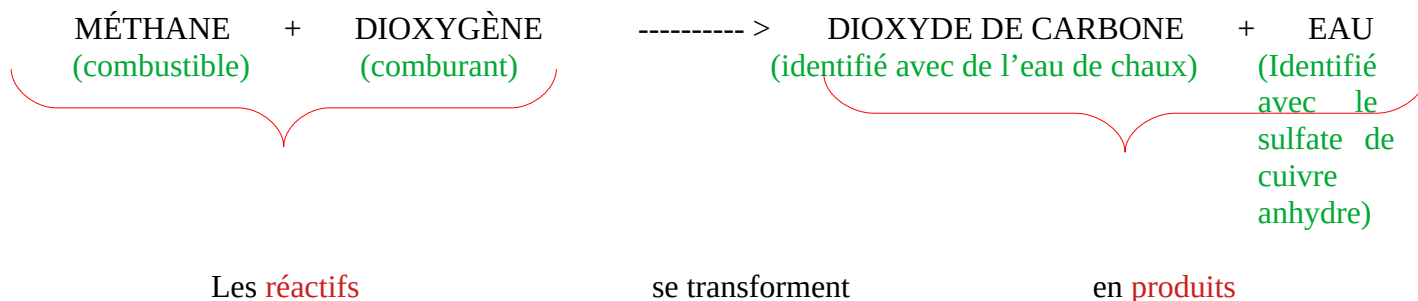 MÉTHANE + DIOXYGÈNE ---------- > DIOXYDE DE CARBONE + EAU
(combustible) (comburant) (identifié avec de l'eau de chaux) (Identifié
avec le
sulfate de
cuivre
anhydre)
Les réactifs se transforment en produits